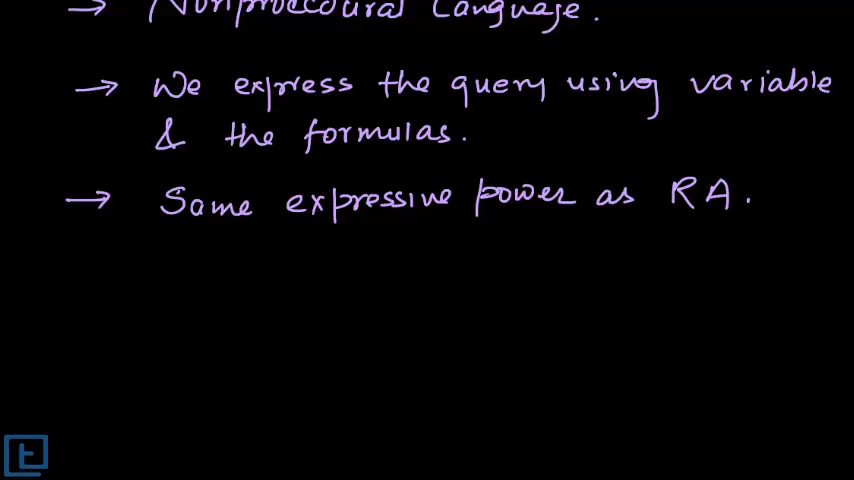 → Nonprocedural Language.
→ We express the query using variable
& the formulas.
→ Same expressive power as RA.
t